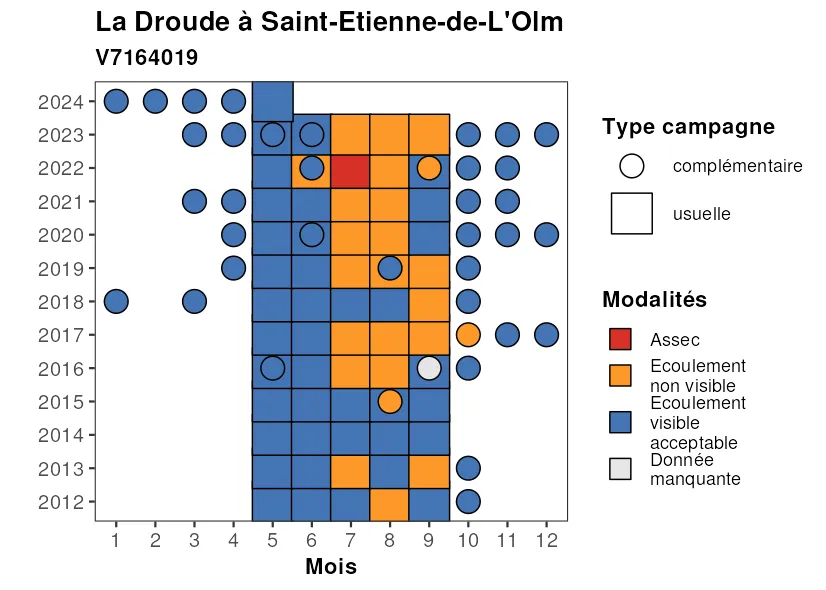 La Droude à Saint-Etienne-de-L'Olm
V7164019
2024
2023
2022
2021
2020
2019
2018
2017
2016
2015
2014
2013
2012
1 2 3 4 5 6 7 8 9 10 11 12
Mois
Type campagne
complémentaire
usuelle
Modalités
Assec
Ecoulement
non visible
Ecoulement
visible
acceptable
Donnée
manquante